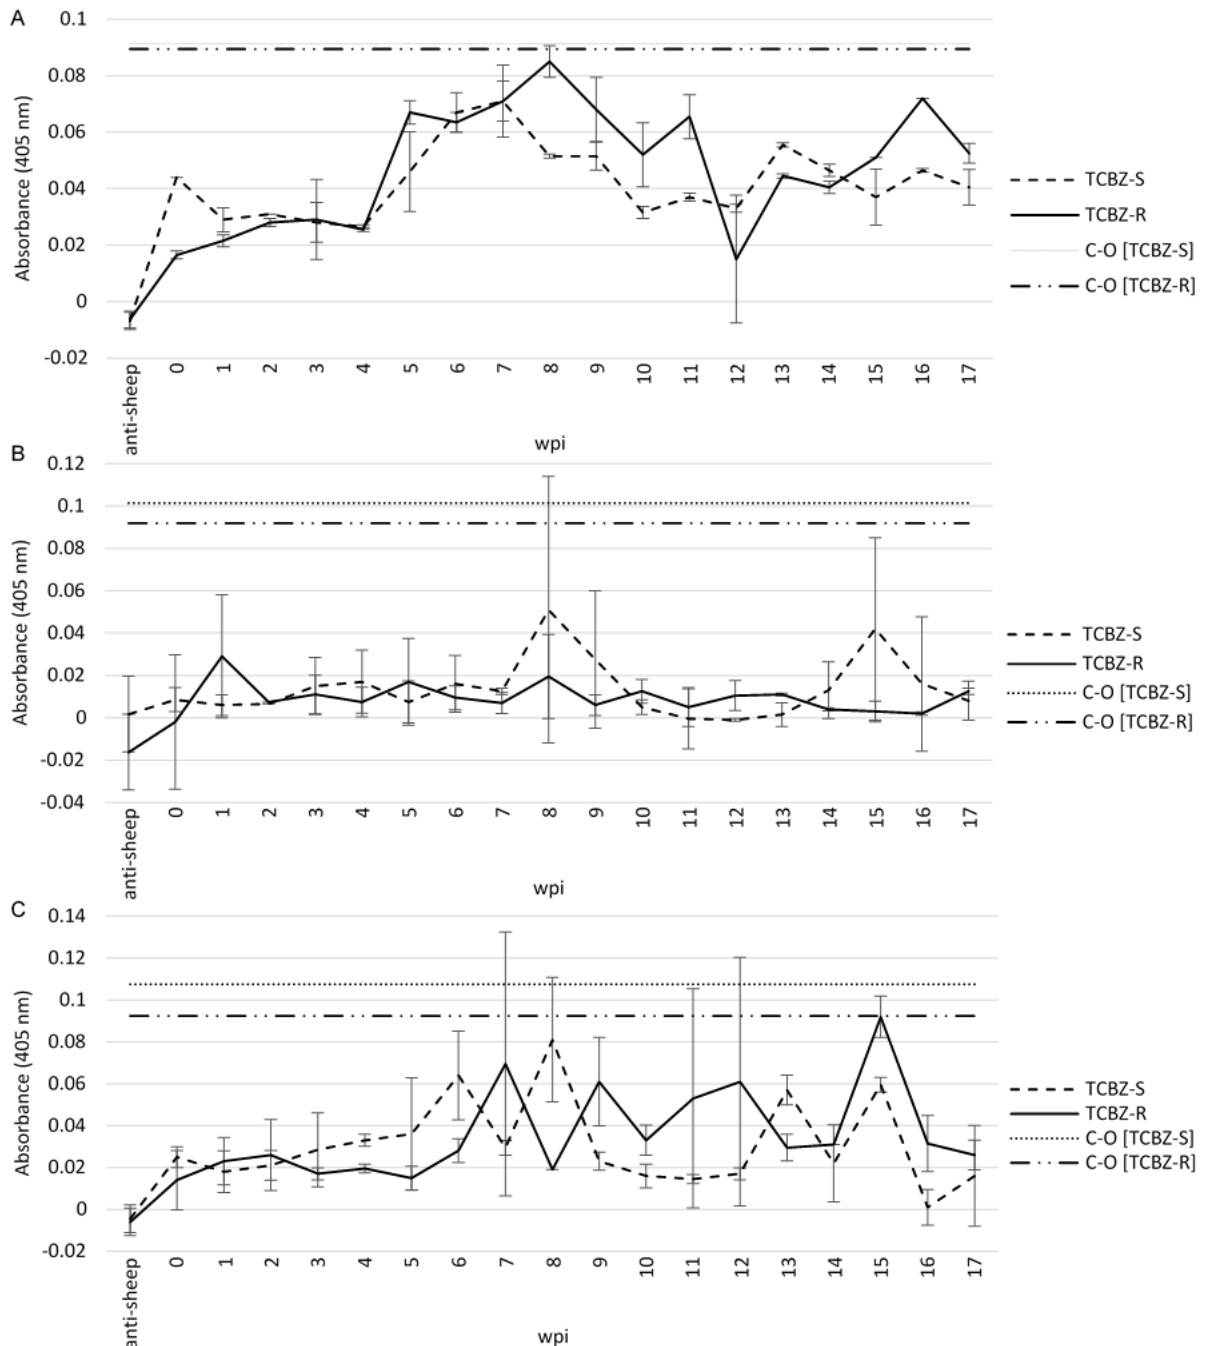 A
0.1
0.08
0.06
0.04
0.02
0
-0.02
Absorbance (405 nm)
anti-sheep 0 1 2 3 4 5 6 7 8 9 10 11 12 13 14 15 16 17
wpi
TCBZ-S
TCBZ-R
C-O [TCBZ-S]
C-O [TCBZ-R]
B
0.12
0.1
0.08
0.06
0.04
0.02
0
-0.02
-0.04
Absorbance (405 nm)
anti-sheep 0 1 2 3 4 5 6 7 8 9 10 11 12 13 14 15 16 17
wpi
TCBZ-S
TCBZ-R
C-O [TCBZ-S]
C-O [TCBZ-R]
C
0.14
0.12
0.1
0.08
0.06
0.04
0.02
0
-0.02
Absorbance (405 nm)
anti-sheep 0 1 2 3 4 5 6 7 8 9 10 11 12 13 14 15 16 17
wpi
TCBZ-S
TCBZ-R
C-O [TCBZ-S]
C-O [TCBZ-R]